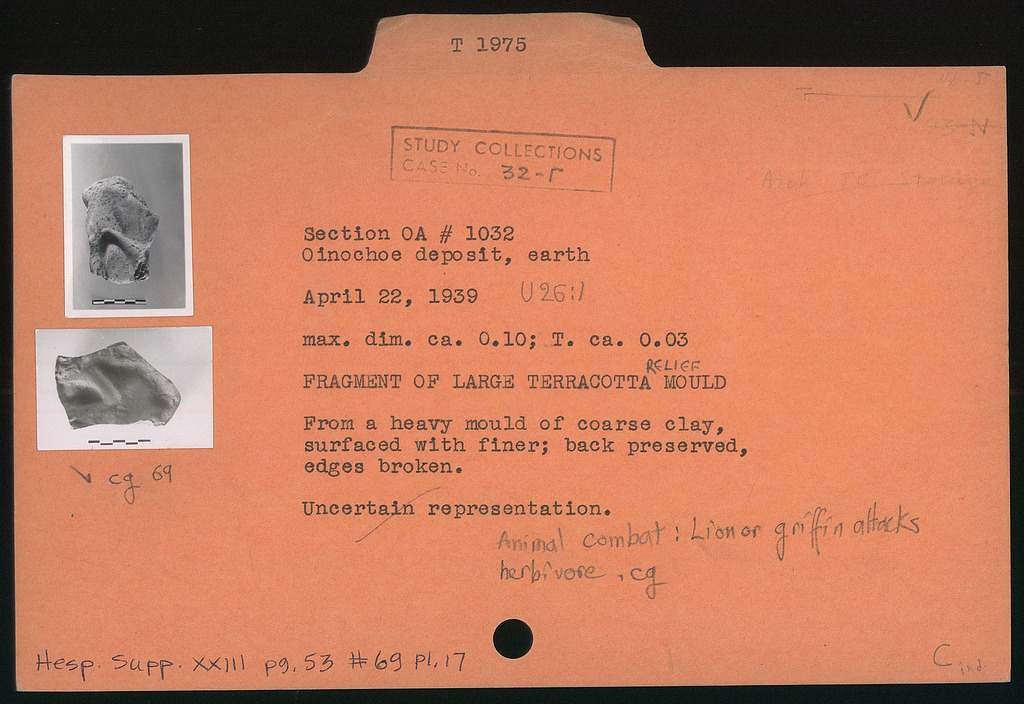 T 1975
STUDY COLLECTIONS
CASE No. 32-Γ
Section OA # 1032
Oinochoe deposit, earth
April 22, 1939 U26:1
max. dim. ca. 0.10; T. ca. 0.03
RELIEF
FRAGMENT OF LARGE TERRACOTTA MOULD
From a heavy mould of coarse clay,
surfaced with finer; back preserved,
edges broken.
cg 69
Uncertain representation.
Animal combat: Lion or griffin attacks
herbivore. cg
Hesp. Supp. XXIII pg. 53 #69 Pl. 17
C ind.